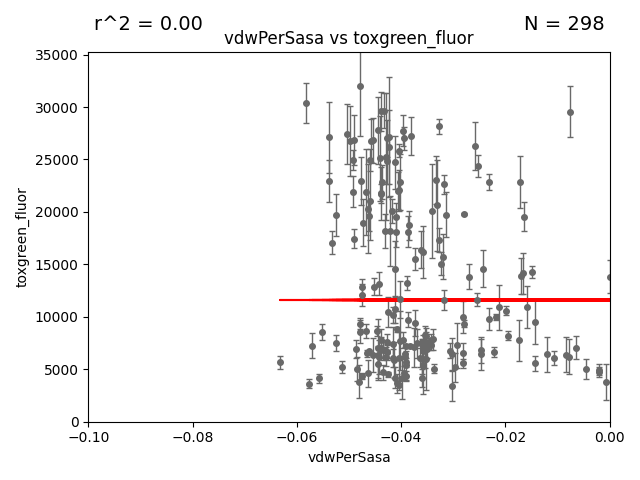 r^2 = 0.00
N = 298
vdwPerSasa vs toxgreen_fluor
35000
30000
25000
20000
15000
10000
5000
0
toxgreen_fluor
−0.10
−0.08
−0.06
−0.04
−0.02
0.00
vdwPerSasa